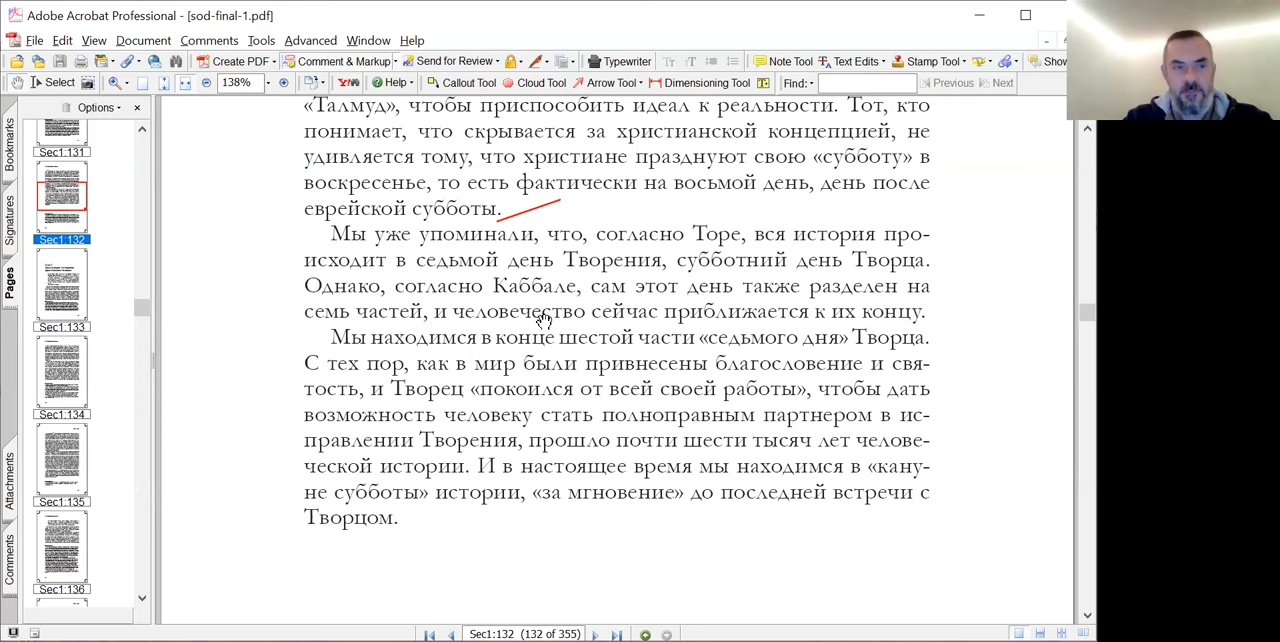 Adobe Acrobat Professional - [sod-final-1.pdf]
File Edit View Document Comments Tools Advanced Window Help
Create PDF Comment & Markup Send for Review Typewriter Note Tool Text Edits Stamp Tool Show
Select 138% Help Callout Tool Cloud Tool Arrow Tool Dimensioning Tool Find: Previous Next
Options
Bookmarks
Signatures
Pages
Attachments
Comments
Sec1:131
Sec1:132
Sec1:133
Sec1:134
Sec1:135
Sec1:136
«Талмуд», чтобы приспособить идеал к реальности. Тот, кто
понимает, что скрывается за христианской концепцией, не
удивляется тому, что христиане празднуют свою «субботу» в
воскресенье, то есть фактически на восьмой день, день после
еврейской субботы.
Мы уже упоминали, что, согласно Торе, вся история про-
исходит в седьмой день Творения, субботний день Творца.
Однако, согласно Каббале, сам этот день также разделен на
семь частей, и человечество сейчас приближается к их концу.
Мы находимся в конце шестой части «седьмого дня» Творца.
С тех пор, как в мир были привнесены благословение и свя-
тость, и Творец «покоился от всей своей работы», чтобы дать
возможность человеку стать полноправным партнером в ис-
правлении Творения, прошло почти шести тысяч лет челове-
ческой истории. И в настоящее время мы находимся в «кану-
не субботы» истории, «за мгновение» до последней встречи с
Творцом.
Sec1:132 (132 of 355)